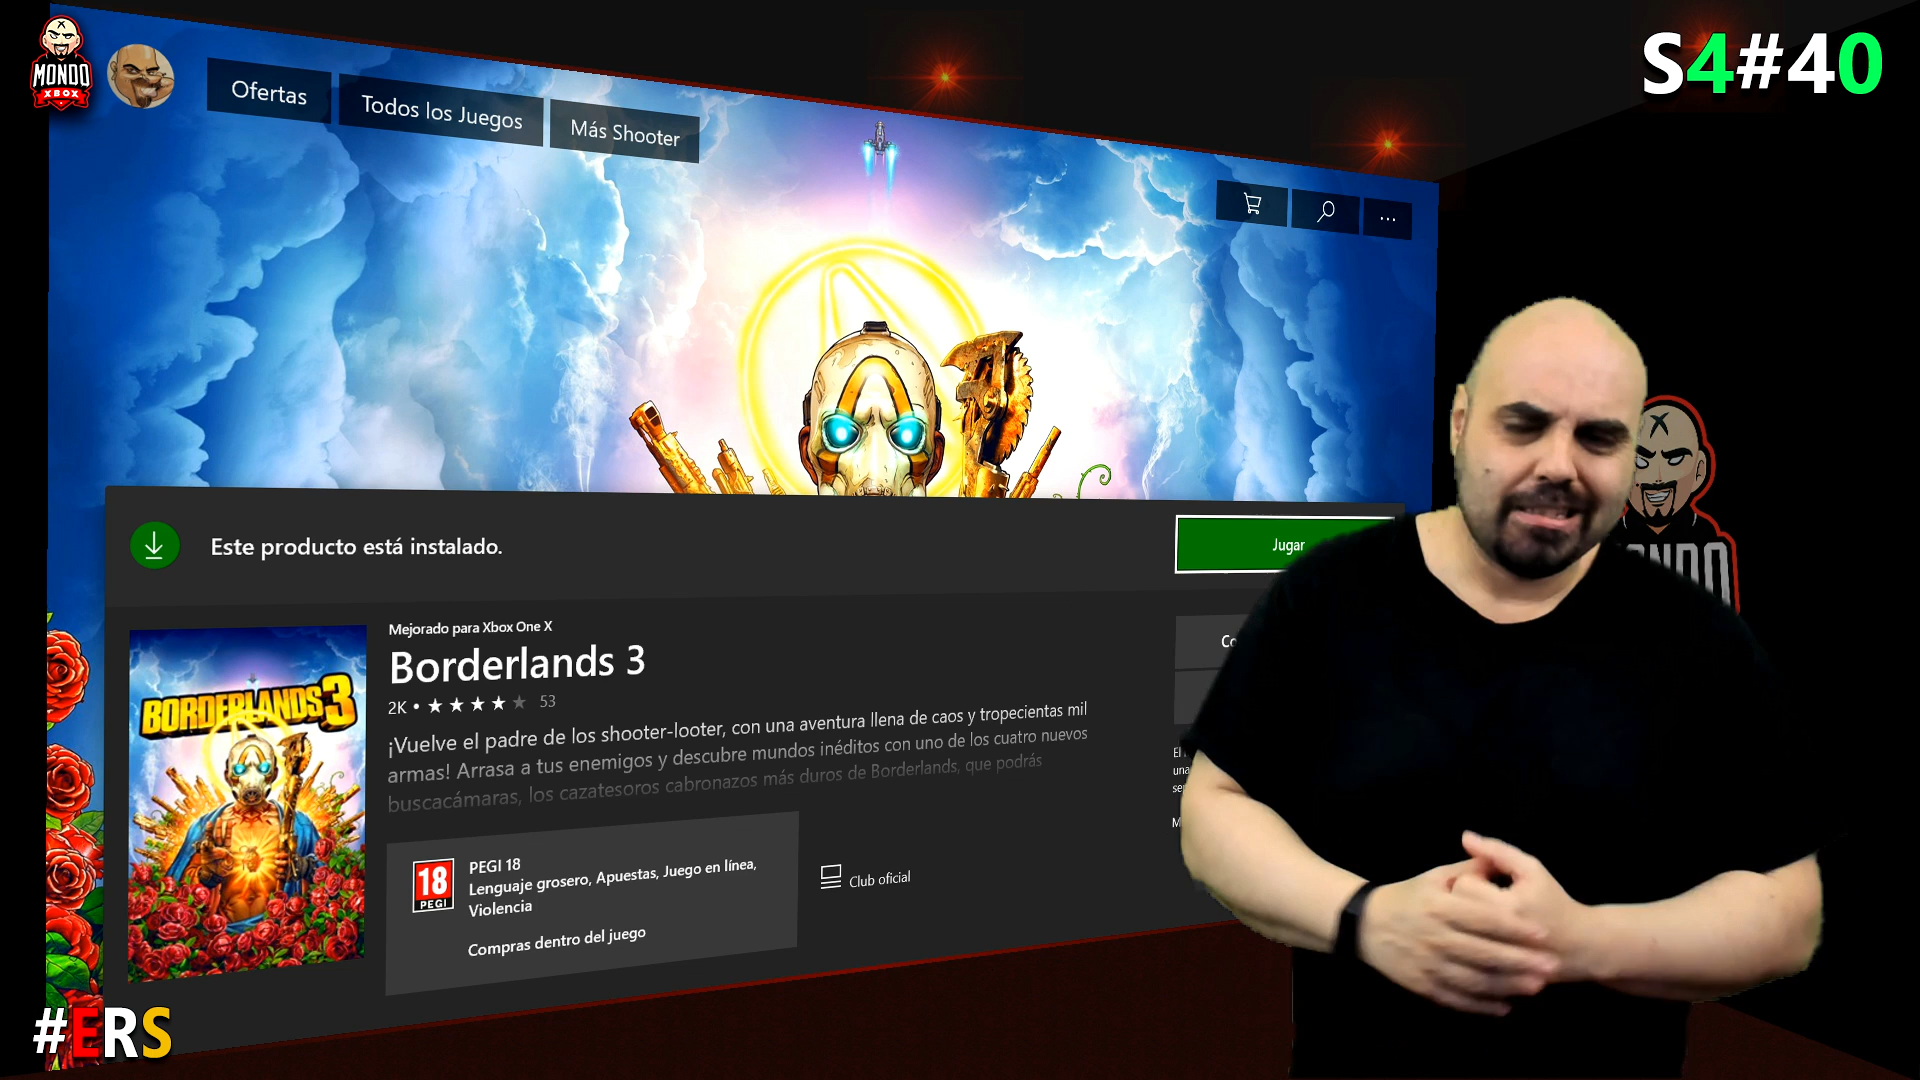 MONDO
XBOX
Ofertas
Todos los Juegos
Más Shooter
S4#40
Este producto está instalado.
Jugar
Mejorado para Xbox One X
Borderlands 3
2K • ★ ★ ★ ★ ★ 53
¡Vuelve el padre de los shooter-looter, con una aventura llena de caos y tropecientas mil
armas! Arrasa a tus enemigos y descubre mundos inéditos con uno de los cuatro nuevos
buscacámaras, los cazatesoros cabronazos más duros de Borderlands, que podrás
BORDERLANDS 3
18
PEGI
PEGI 18
Lenguaje grosero, Apuestas, Juego en línea,
Violencia
Compras dentro del juego
Club oficial
#ERS